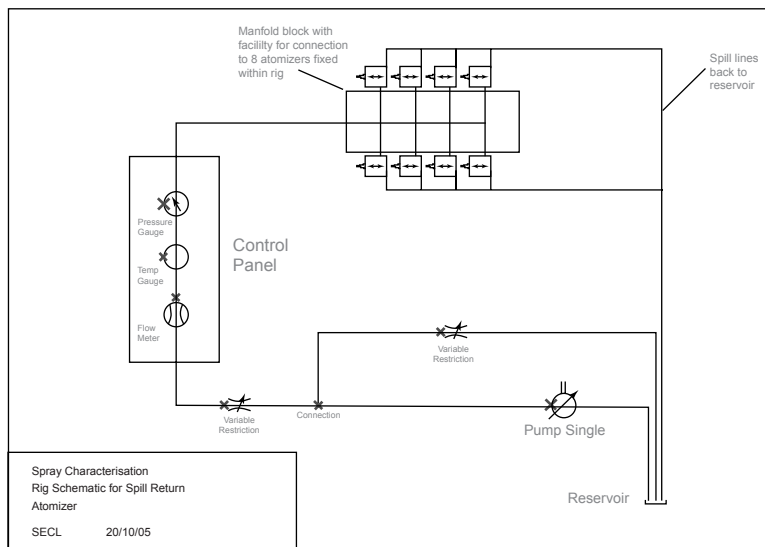 Manfold block with
facililty for connection
to 8 atomizers fixed
within rig
Spill lines
back to
reservoir
Pressure
Gauge
Control
Panel
Temp
Gauge
Flow
Meter
Variable
Restriction
Variable
Restriction
Connection
Pump Single
Reservoir
Spray Characterisation
Rig Schematic for Spill Return
Atomizer
SECL 20/10/05